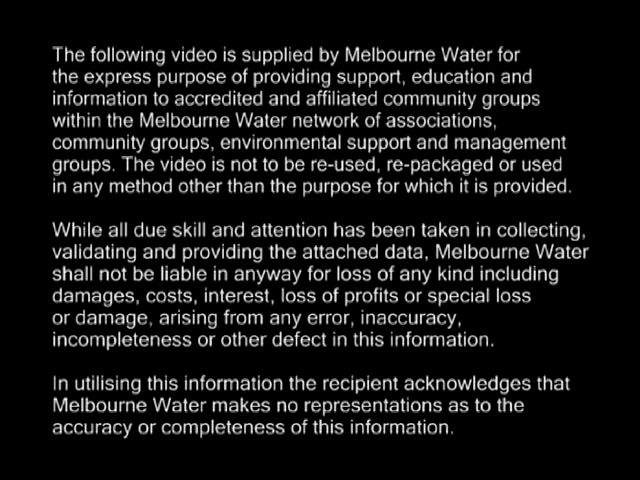 The following video is supplied by Melbourne Water for
the express purpose of providing support, education and
information to accredited and affiliated community groups
within the Melbourne Water network of associations,
community groups, environmental support and management
groups. The video is not to be re-used, re-packaged or used
in any method other than the purpose for which it is provided.
While all due skill and attention has been taken in collecting,
validating and providing the attached data, Melbourne Water
shall not be liable in anyway for loss of any kind including
damages, costs, interest, loss of profits or special loss
or damage, arising from any error, inaccuracy,
incompleteness or other defect in this information.
In utilising this information the recipient acknowledges that
Melbourne Water makes no representations as to the
accuracy or completeness of this information.